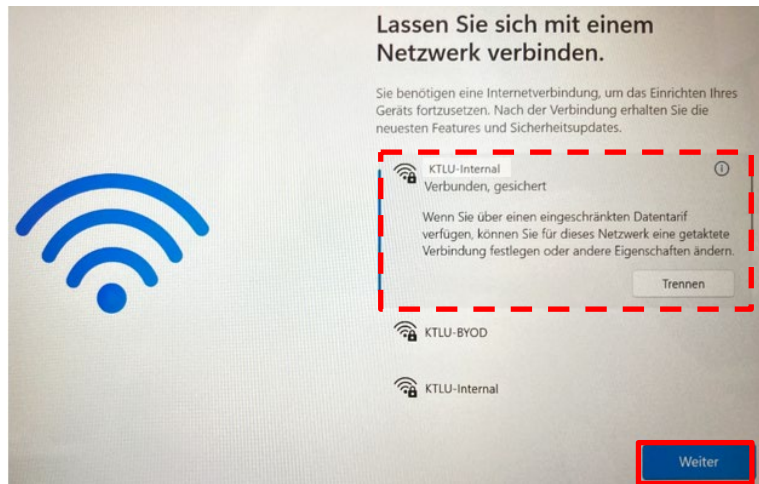 Lassen Sie sich mit einem
Netzwerk verbinden.
Sie benötigen eine Internetverbindung, um das Einrichten Ihres
Geräts fortzusetzen. Nach der Verbindung erhalten Sie die
neuesten Features und Sicherheitsupdates.
KTLU-Internal
Verbunden, gesichert
Wenn Sie über einen eingeschränkten Datentarif
verfügen, können Sie für dieses Netzwerk eine getaktete
Verbindung festlegen oder andere Eigenschaften ändern.
Trennen
KTLU-BYOD
KTLU-Internal
Weiter